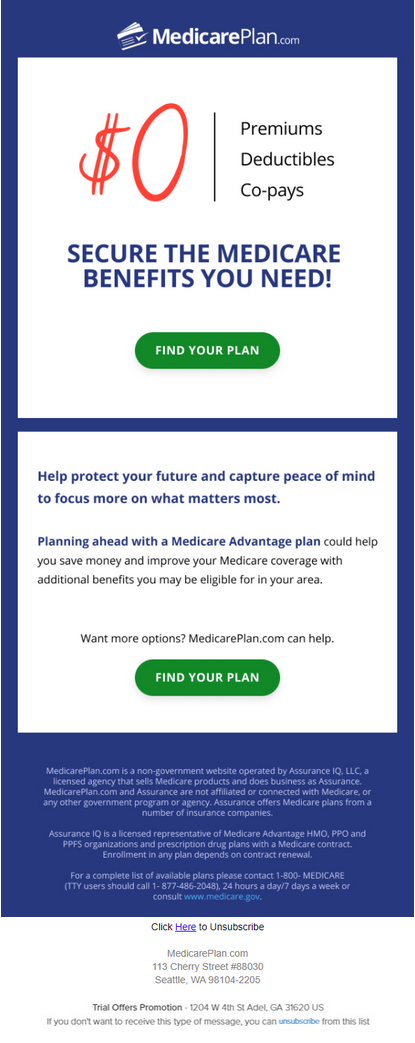 MedicarePlan.com
$0
Premiums
Deductibles
Co-pays
SECURE THE MEDICARE
BENEFITS YOU NEED!
FIND YOUR PLAN
Help protect your future and capture peace of mind
to focus more on what matters most.
Planning ahead with a Medicare Advantage plan could help
you save money and improve your Medicare coverage with
additional benefits you may be eligible for in your area.
Want more options? MedicarePlan.com can help.
FIND YOUR PLAN
MedicarePlan.com is a non-government website operated by Assurance IQ, LLC, a
licensed agency that sells Medicare products and does business as Assurance.
MedicarePlan.com and Assurance are not affiliated or connected with Medicare, or
any other government program or agency. Assurance offers Medicare plans from a
number of insurance companies.
Assurance IQ is a licensed representative of Medicare Advantage HMO, PPO and
PPFS organizations and prescription drug plans with a Medicare contract.
Enrollment in any plan depends on contract renewal.
For a complete list of available plans please contact 1-800- MEDICARE
(TTY users should call 1- 877-486-2048), 24 hours a day/7 days a week or
consult www.medicare.gov.
Click Here to Unsubscribe
MedicarePlan.com
113 Cherry Street #88030
Seattle, WA 98104-2205
Trial Offers Promotion - 1204 W 4th St Adel, GA 31620 US
If you don't want to receive this type of message, you can unsubscribe from this list